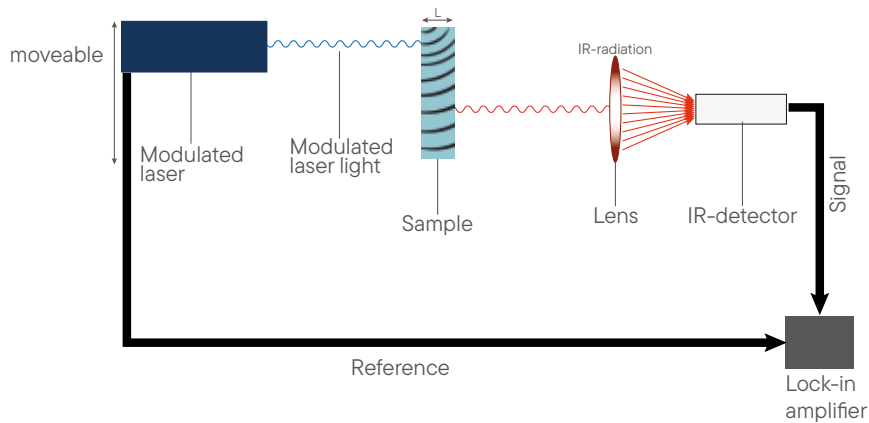 L
moveable
IR-radiation
Modulated
laser
Modulated
laser light
Sample
Lens
IR-detector
Signal
Reference
Lock-in
amplifier